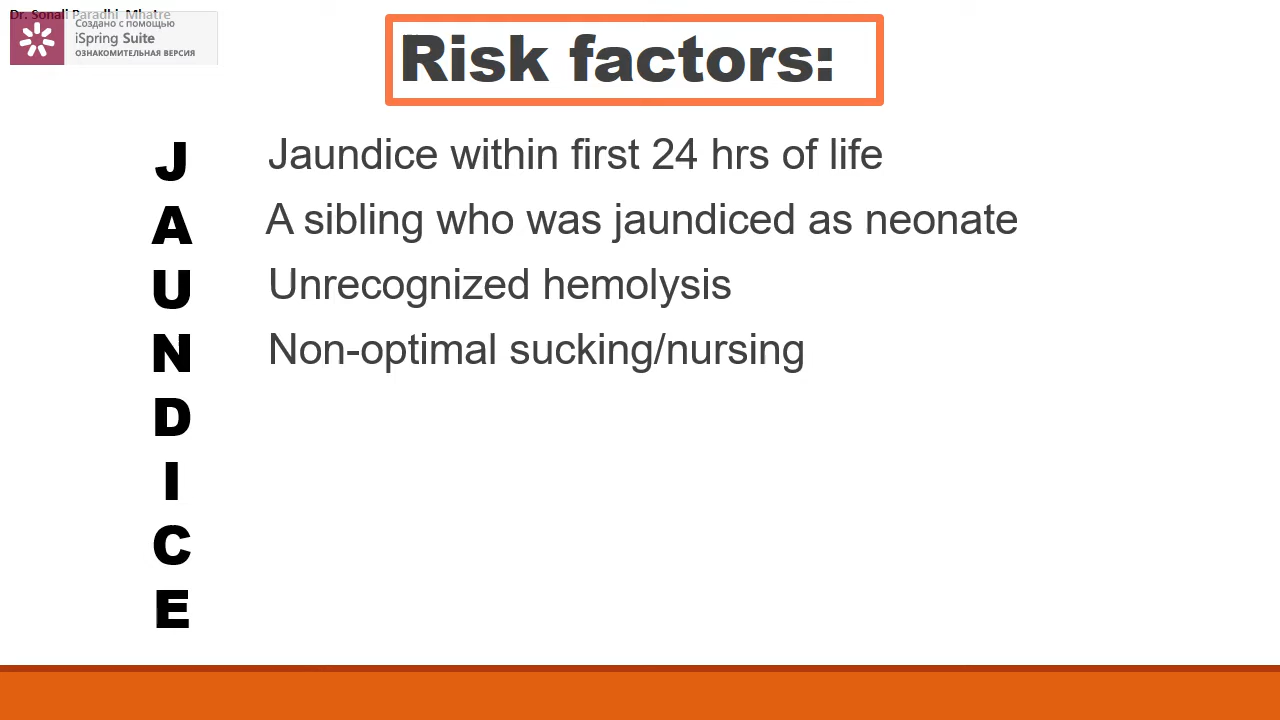 Dr. Sonali Paradhi Mhatre
Создано с помощью
iSpring Suite
ОЗНАКОМИТЕЛЬНАЯ ВЕРСИЯ
Risk factors:
J Jaundice within first 24 hrs of life
A A sibling who was jaundiced as neonate
U Unrecognized hemolysis
N Non-optimal sucking/nursing
D
I
C
E